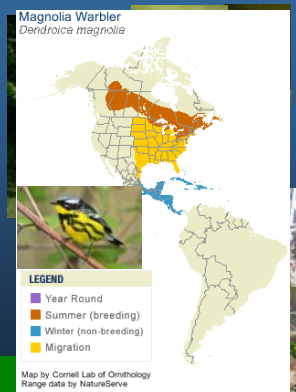 Magnolia Warbler
Dendroica magnolia
LEGEND
Year Round
Summer (breeding)
Winter (non-breeding)
Migration
Map by Cornell Lab of Ornithology
Range data by NatureServe